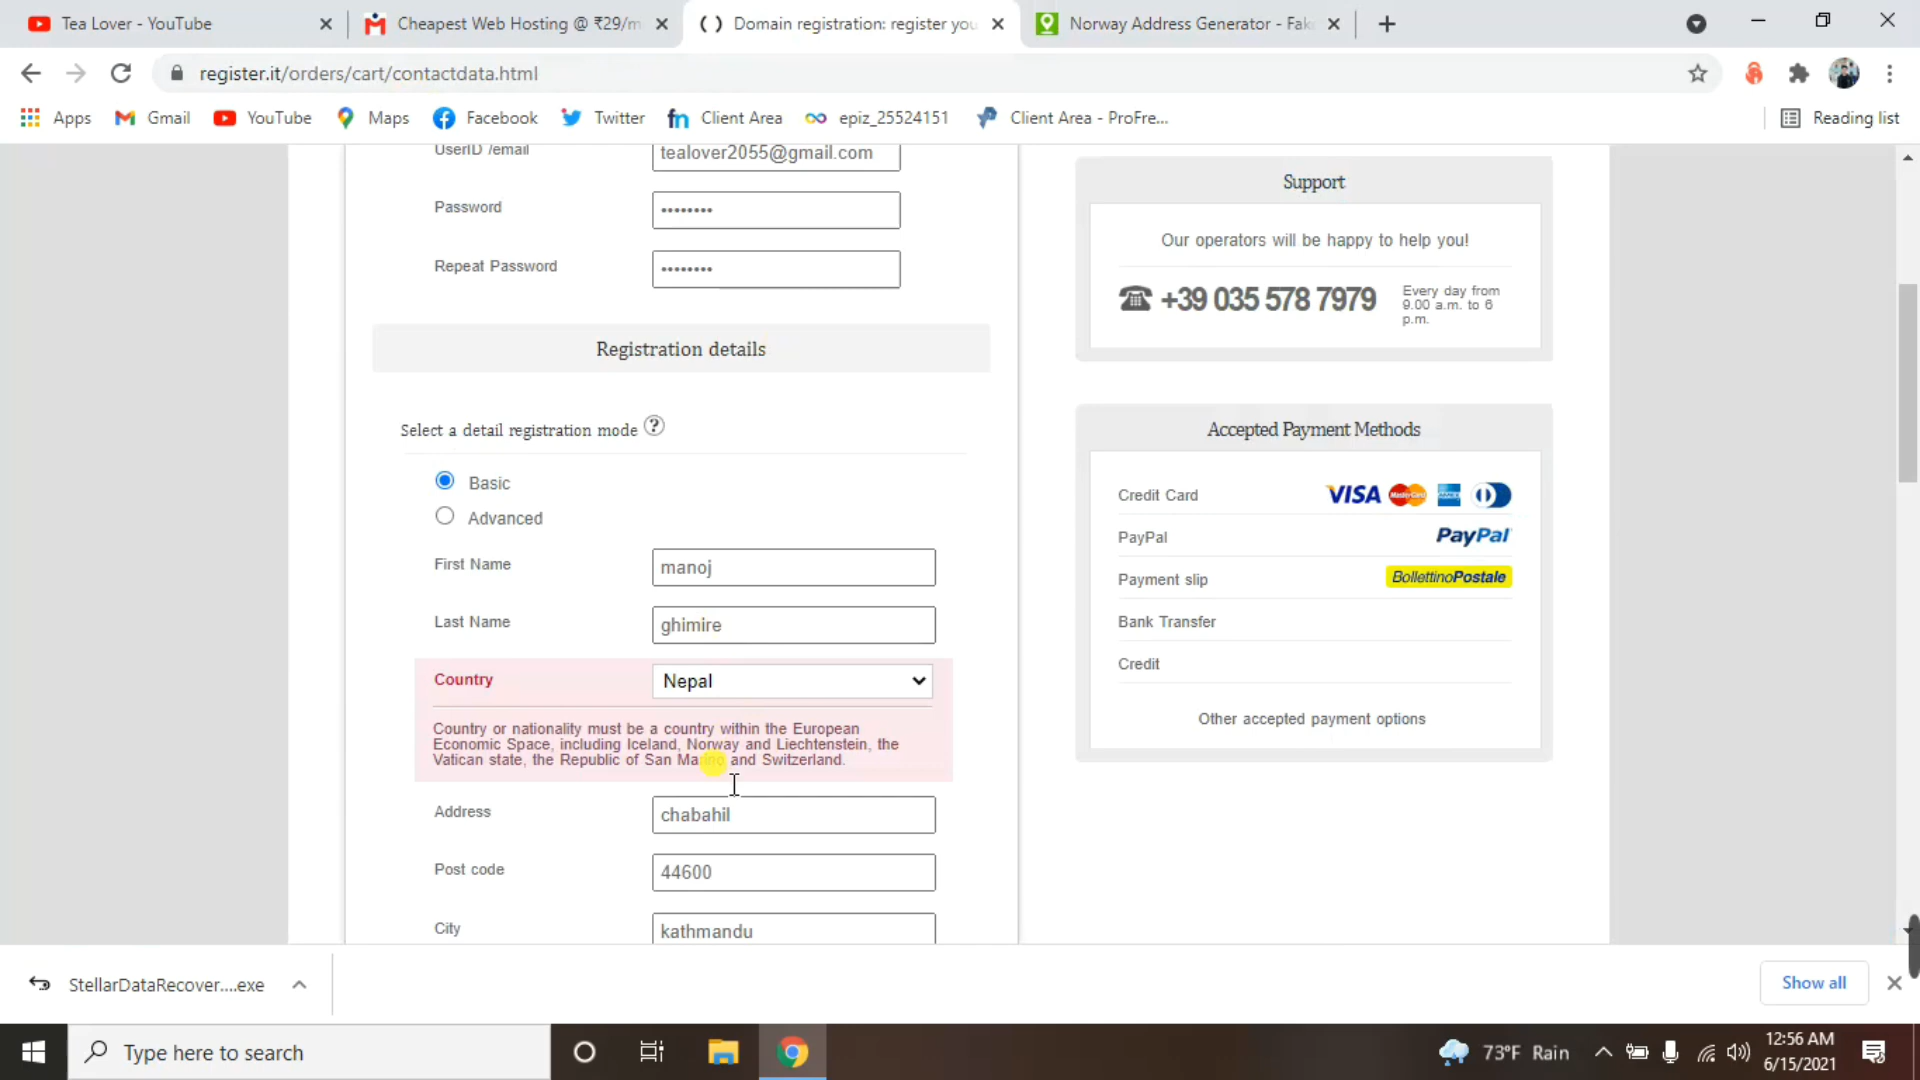 Tea Lover - YouTube
Cheapest Web Hosting @ ₹29/m
Domain registration: register you
Norway Address Generator - Fak
register.it/orders/cart/contactdata.html
Apps
Gmail
YouTube
Maps
Facebook
Twitter
fn Client Area
epiz_25524151
Client Area - ProFre...
Reading list
UserID /email
tealover2055@gmail.com
Password
••••••••
Repeat Password
••••••••
Registration details
Select a detail registration mode ?
Basic
Advanced
First Name
manoj
Last Name
ghimire
Country
Nepal
Country or nationality must be a country within the European
Economic Space, including Iceland, Norway and Liechtenstein, the
Vatican state, the Republic of San Marino and Switzerland.
Address
chabahil
Post code
44600
City
kathmandu
Support
Our operators will be happy to help you!
+39 035 578 7979
Every day from
9.00 a.m. to 6
p.m.
Accepted Payment Methods
Credit Card
VISA MasterCard
PayPal
PayPal
Payment slip
BollettinoPostale
Bank Transfer
Credit
Other accepted payment options
StellarDataRecover....exe
Show all
Type here to search
73°F Rain
12:56 AM
6/15/2021